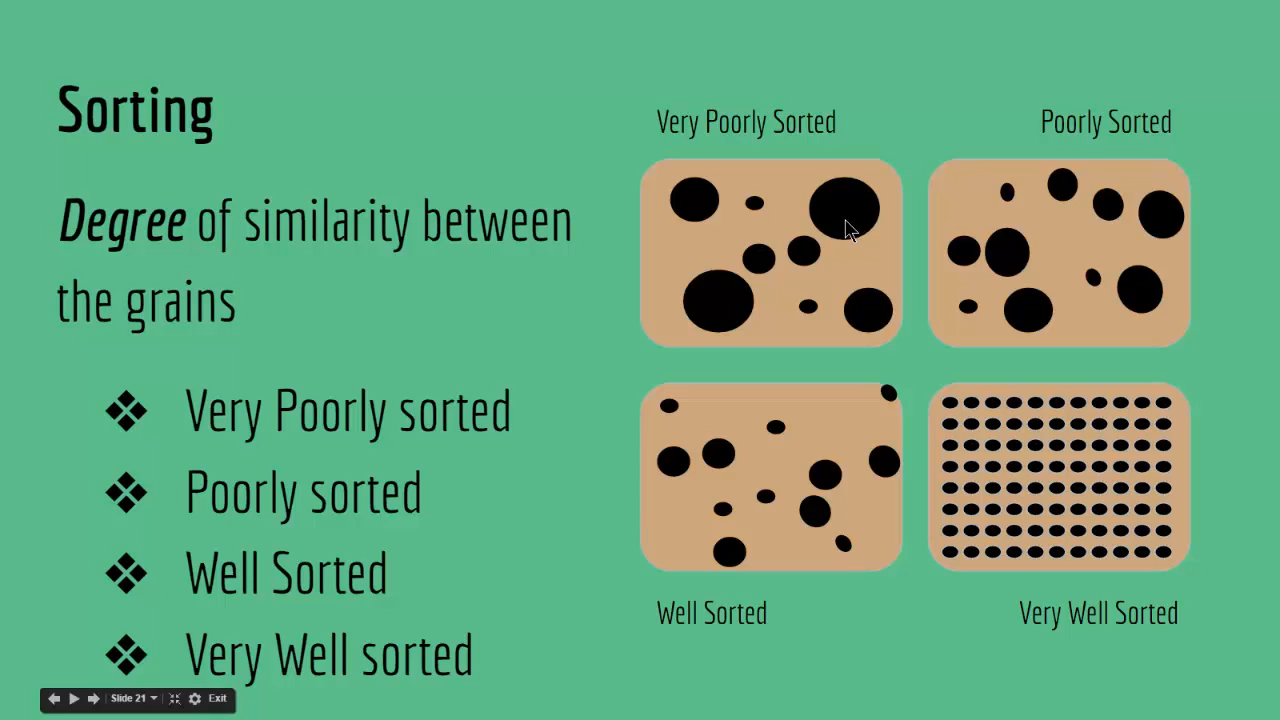 Sorting
Degree of similarity between
the grains
❖ Very Poorly sorted
❖ Poorly sorted
❖ Well Sorted
❖ Very Well sorted
Very Poorly Sorted
Poorly Sorted
Well Sorted
Very Well Sorted
Slide 21
Exit